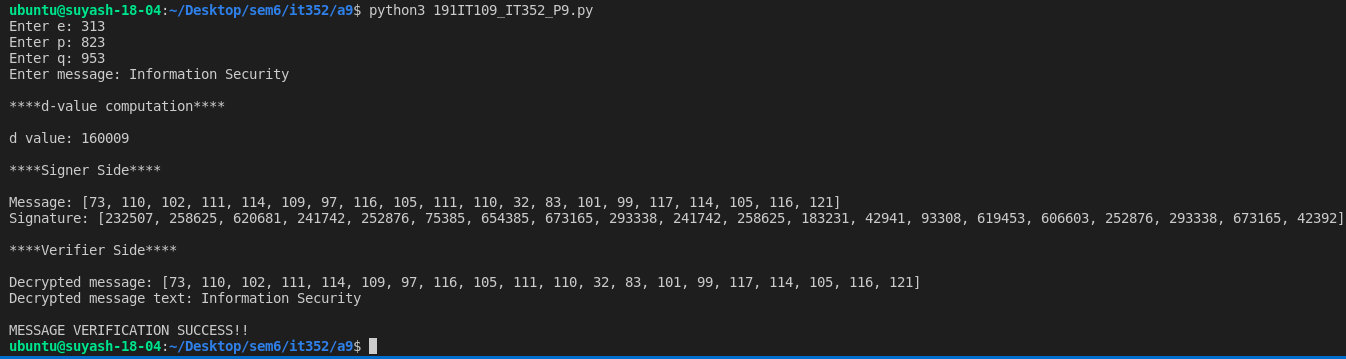 ubuntu@suyash-18-04:~/Desktop/sem6/it352/a9$ python3 191IT109_IT352_P9.py
Enter e: 313
Enter p: 823
Enter q: 953
Enter message: Information Security
****d-value computation****
d value: 160009
****Signer Side****
Message: [73, 110, 102, 111, 114, 109, 97, 116, 105, 111, 110, 32, 83, 101, 99, 117, 114, 105, 116, 121]
Signature: [232507, 258625, 620681, 241742, 252876, 75385, 654385, 673165, 293338, 241742, 258625, 183231, 42941, 93308, 619453, 606603, 252876, 293338, 673165, 42392]
****Verifier Side****
Decrypted message: [73, 110, 102, 111, 114, 109, 97, 116, 105, 111, 110, 32, 83, 101, 99, 117, 114, 105, 116, 121]
Decrypted message text: Information Security
MESSAGE VERIFICATION SUCCESS!!
ubuntu@suyash-18-04:~/Desktop/sem6/it352/a9$